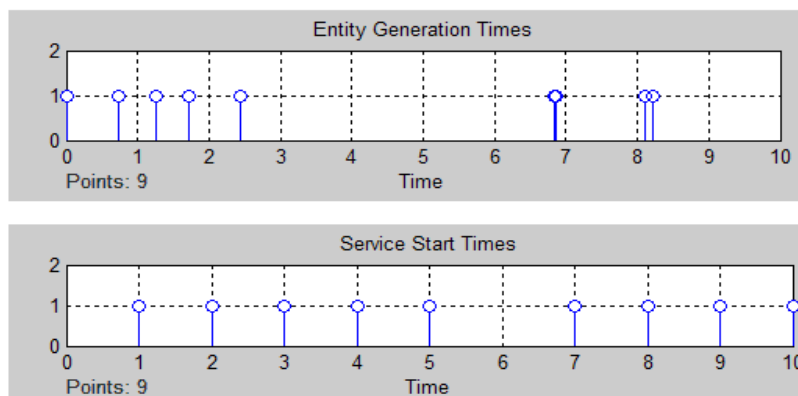 Entity Generation Times
2
1
0
0 1 2 3 4 5 6 7 8 9 10
Points: 9 Time
Service Start Times
2
1
0
0 1 2 3 4 5 6 7 8 9 10
Points: 9 Time